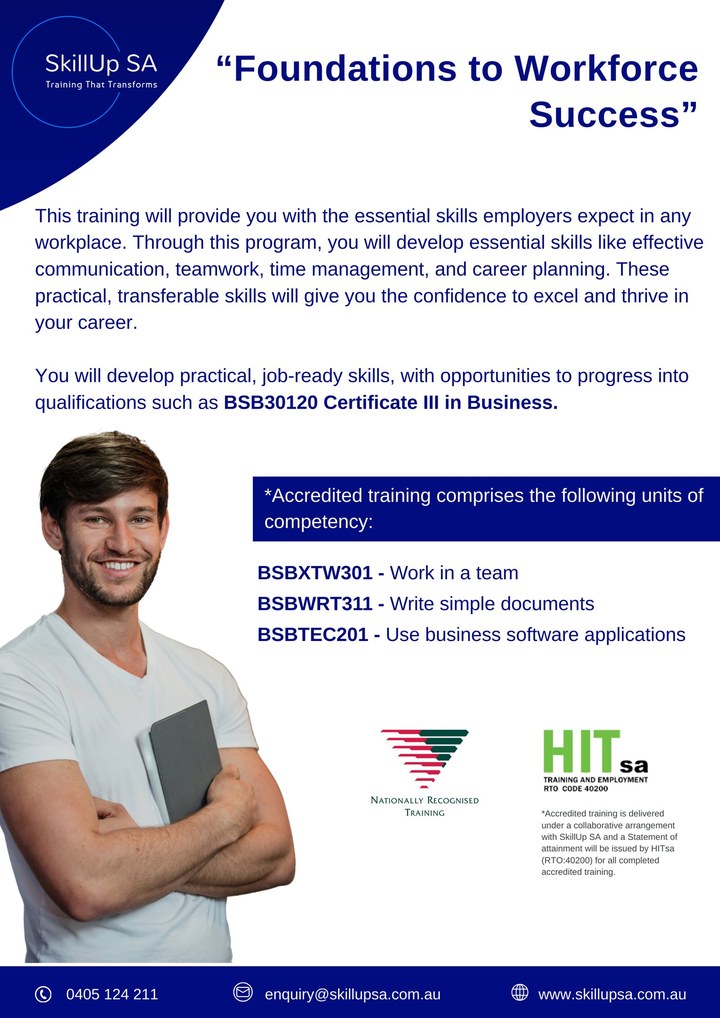 SkillUp SA
Training That Transforms
“Foundations to Workforce
Success”
This training will provide you with the essential skills employers expect in any
workplace. Through this program, you will develop essential skills like effective
communication, teamwork, time management, and career planning. These
practical, transferable skills will give you the confidence to excel and thrive in
your career.
You will develop practical, job-ready skills, with opportunities to progress into
qualifications such as BSB30120 Certificate III in Business.
*Accredited training comprises the following units of
competency:
BSBXTW301 - Work in a team
BSBWRT311 - Write simple documents
BSBTEC201 - Use business software applications
Nationally Recognised
Training
HITsa
TRAINING AND EMPLOYMENT
RTO CODE 40200
*Accredited training is delivered
under a collaborative arrangement
with SkillUp SA and a Statement of
attainment will be issued by HITsa
(RTO:40200) for all completed
accredited training.
0405 124 211
enquiry@skillupsa.com.au
www.skillupsa.com.au